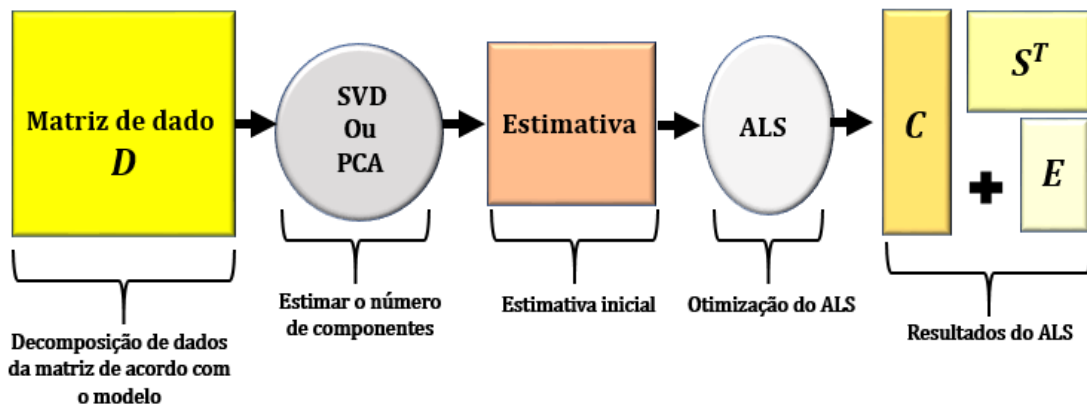 Matriz de dado
D
SVD
Ou
PCA
Estimativa
ALS
C
S^T
+
E
Decomposição de dados
da matriz de acordo com
o modelo
Estimar o número
de componentes
Estimativa inicial
Otimização do ALS
Resultados do ALS